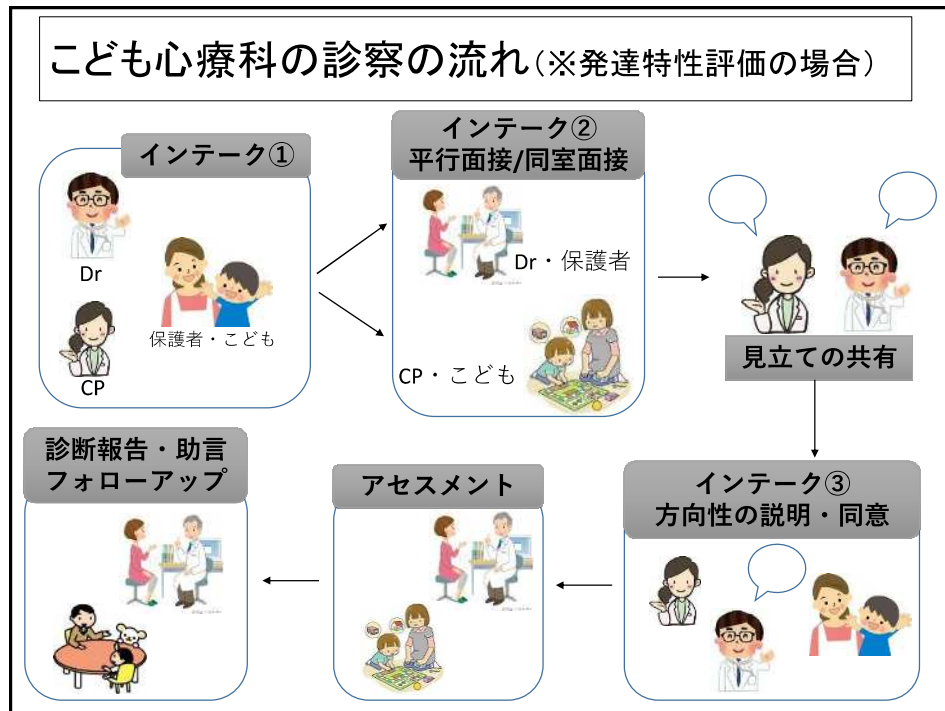 こども心療科の診察の流れ(※発達特性評価の場合)
インテーク①
Dr
保護者・こども
CP
インテーク②
平行面接/同室面接
Dr・保護者
CP・こども
見立ての共有
インテーク③
方向性の説明・同意
アセスメント
診断報告・助言
フォローアップ